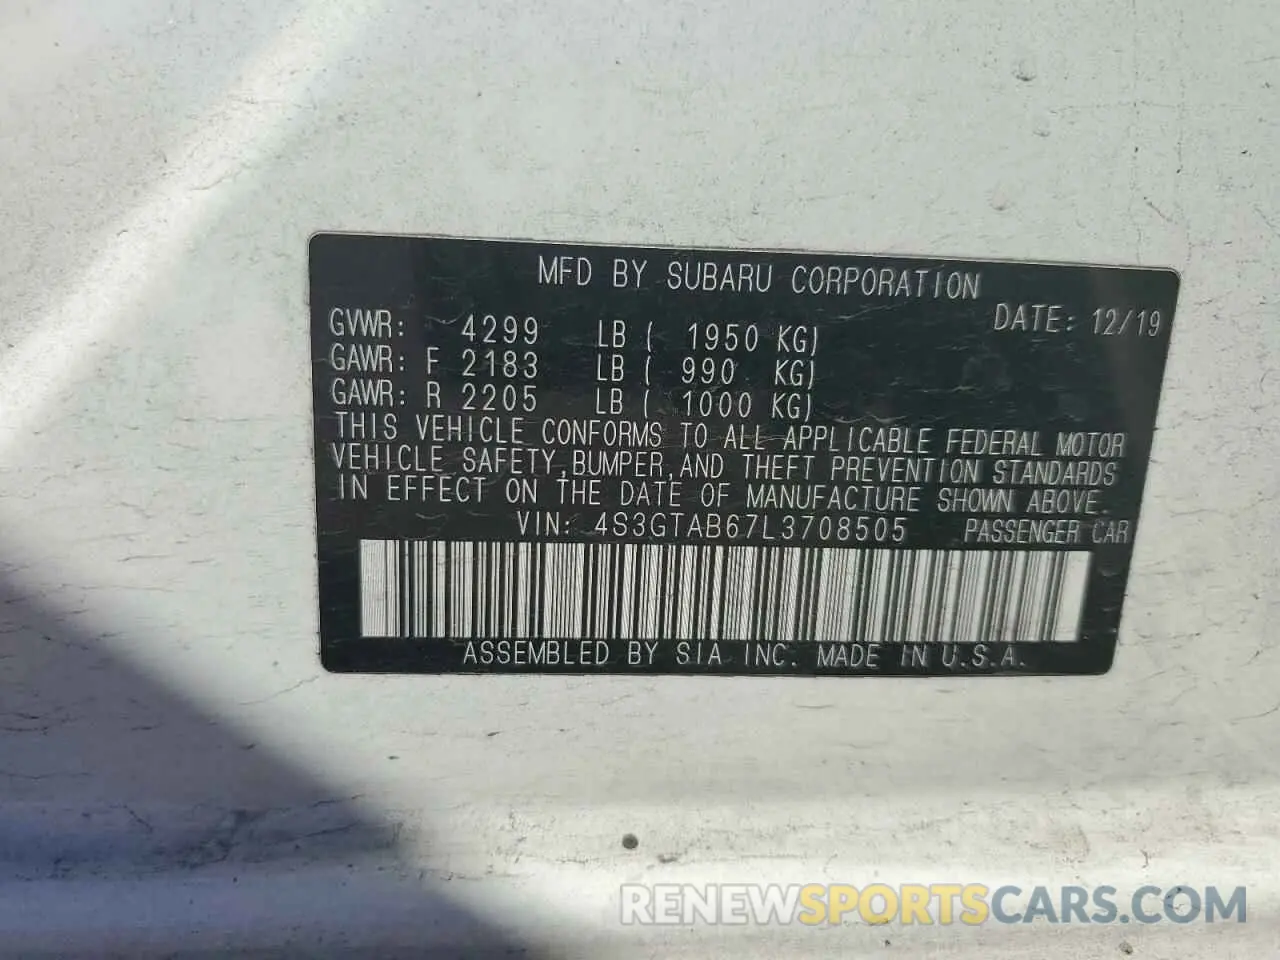 MFD BY SUBARU CORPORATION
DATE: 12/19
GVWR: 4299 LB ( 1950 KG)
GAWR: F 2183 LB ( 990 KG)
GAWR: R 2205 LB ( 1000 KG)
THIS VEHICLE CONFORMS TO ALL APPLICABLE FEDERAL MOTOR
VEHICLE SAFETY, BUMPER, AND THEFT PREVENTION STANDARDS
IN EFFECT ON THE DATE OF MANUFACTURE SHOWN ABOVE.
VIN: 4S3GTAB67L3708505 PASSENGER CAR
ASSEMBLED BY SIA INC. MADE IN U.S.A.
RENEWSPORTSCARS.COM